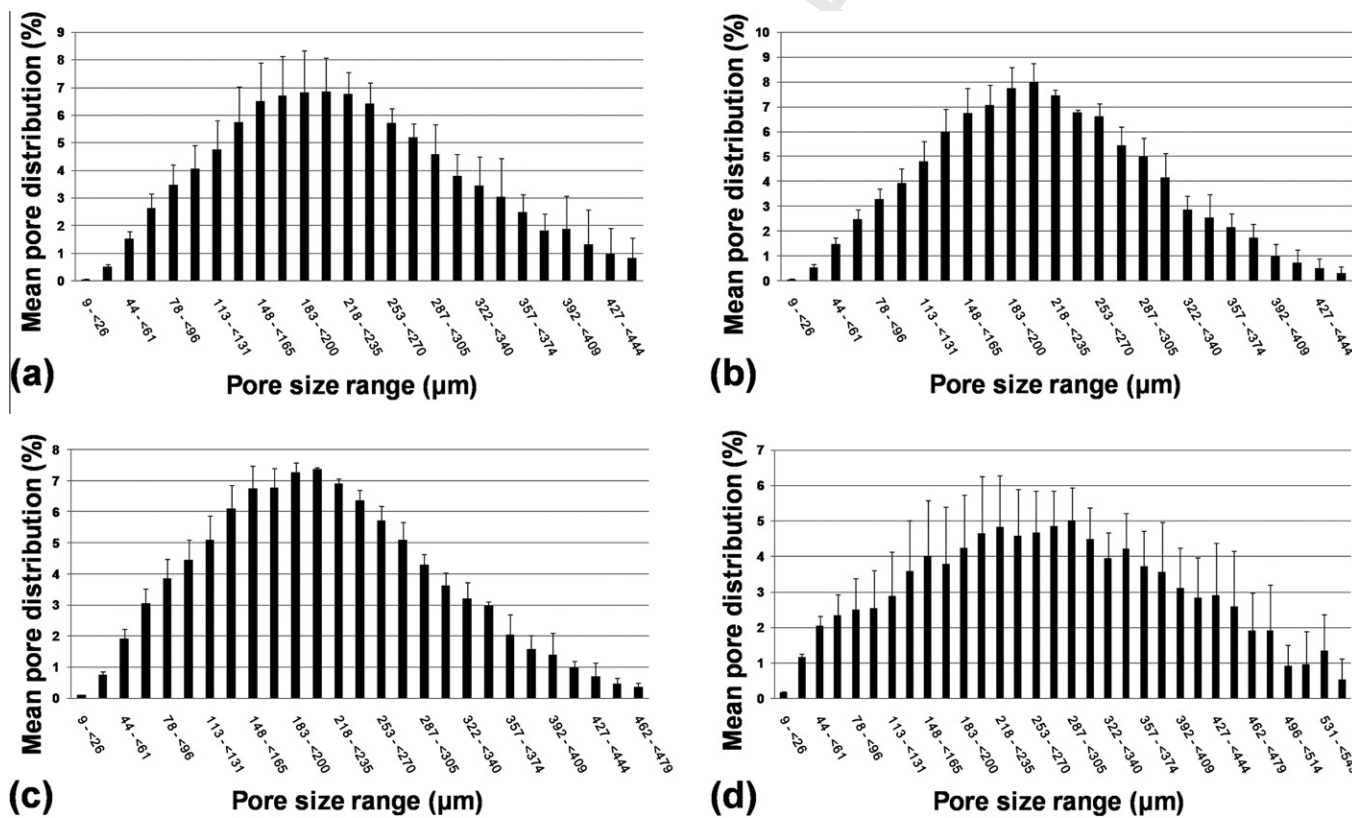 Mean pore distribution (%)
9
8
7
6
5
4
3
2
1
0
9 - <26
44 - <61
78 - <96
113 - <131
148 - <165
183 - <200
218 - <235
253 - <270
287 - <305
322 - <340
357 - <374
392 - <409
427 - <444
(a)
Pore size range (µm)
Mean pore distribution (%)
10
9
8
7
6
5
4
3
2
1
0
9 - <26
44 - <61
78 - <96
113 - <131
148 - <165
183 - <200
218 - <235
253 - <270
287 - <305
322 - <340
357 - <374
392 - <409
427 - <444
(b)
Pore size range (µm)
Mean pore distribution (%)
8
7
6
5
4
3
2
1
0
9 - <26
44 - <61
78 - <96
113 - <131
148 - <165
183 - <200
218 - <235
253 - <270
287 - <305
322 - <340
357 - <374
392 - <409
427 - <444
462 - <479
(c)
Pore size range (µm)
Mean pore distribution (%)
7
6
5
4
3
2
1
0
9 - <26
44 - <61
78 - <96
113 - <131
148 - <165
183 - <200
218 - <235
253 - <270
287 - <305
322 - <340
357 - <374
392 - <409
427 - <444
462 - <479
496 - <514
531 - <549
(d)
Pore size range (µm)